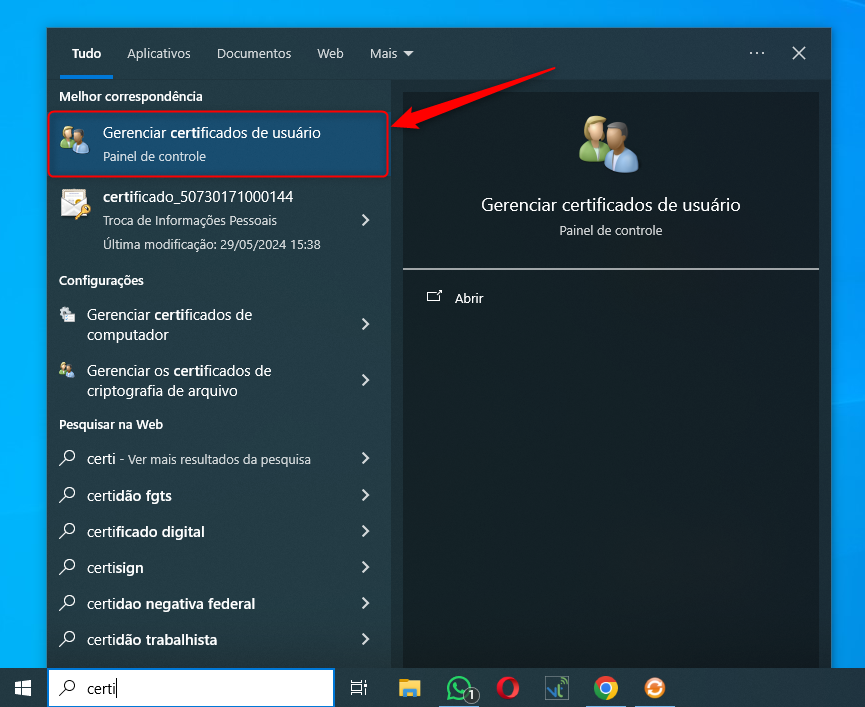 Tudo Aplicativos Documentos Web Mais
Melhor correspondência
Gerenciar certificados de usuário
Painel de controle
certificado_50730171000144
Troca de Informações Pessoais
Última modificação: 29/05/2024 15:38
Configurações
Gerenciar certificados de
computador
Gerenciar os certificados de
criptografia de arquivo
Pesquisar na Web
certi - Ver mais resultados da pesquisa
certidão fgts
certificado digital
certisign
certidao negativa federal
certidão trabalhista
Gerenciar certificados de usuário
Painel de controle
Abrir
certi
1